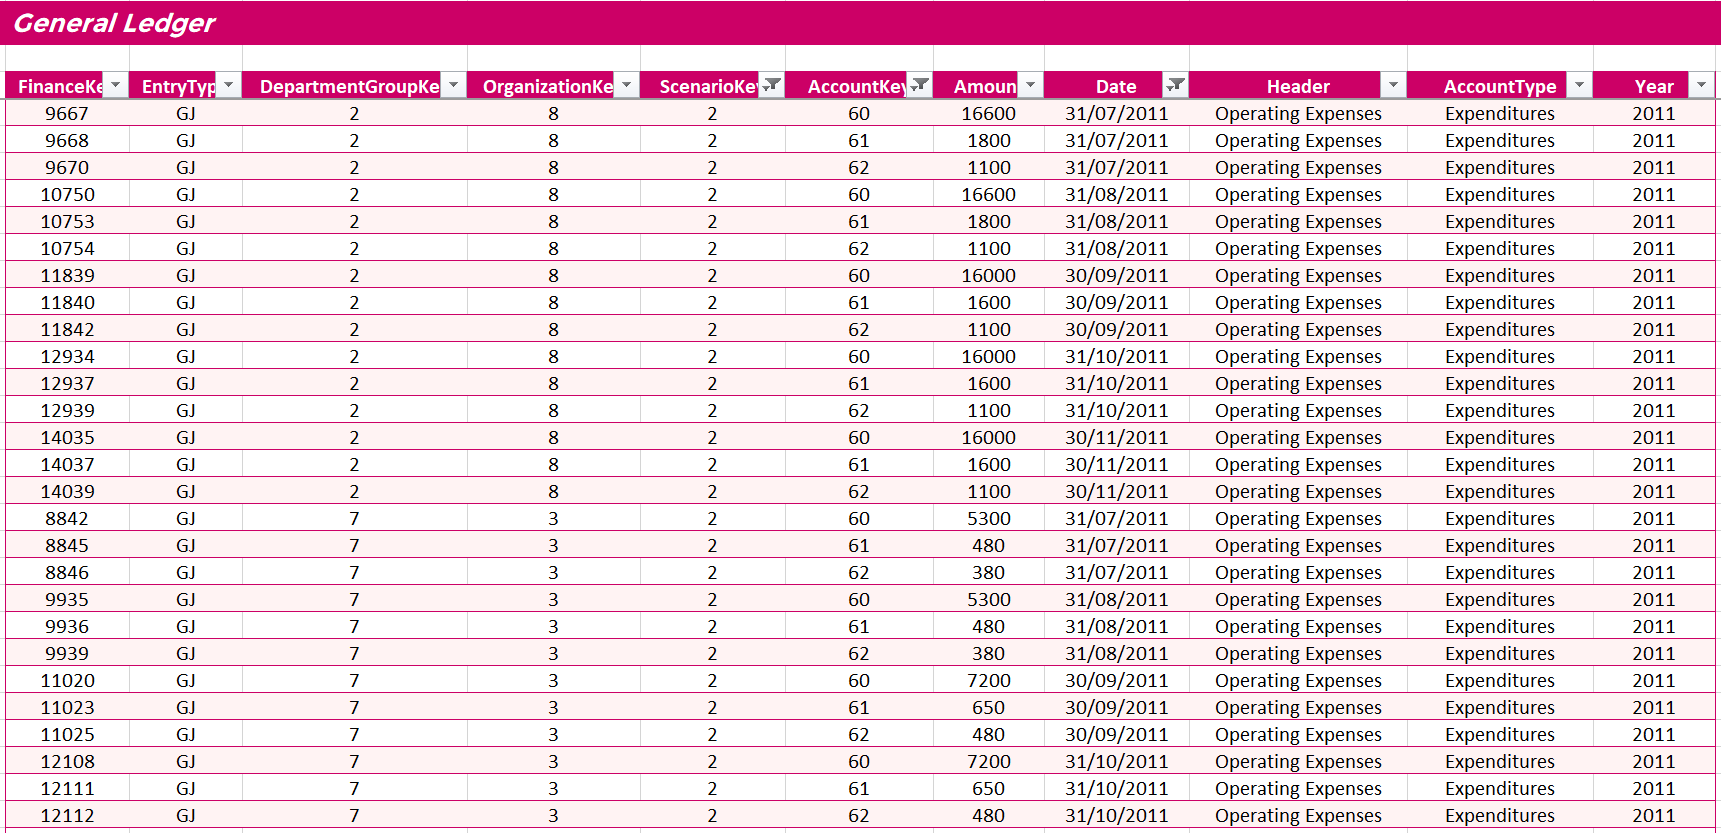 General Ledger
FinanceKe EntryTyp DepartmentGroupKe OrganizationKe ScenarioKe AccountKey Amoun Date Header AccountType Year
9667 GJ 2 8 2 60 16600 31/07/2011 Operating Expenses Expenditures 2011
9668 GJ 2 8 2 61 1800 31/07/2011 Operating Expenses Expenditures 2011
9670 GJ 2 8 2 62 1100 31/07/2011 Operating Expenses Expenditures 2011
10750 GJ 2 8 2 60 16600 31/08/2011 Operating Expenses Expenditures 2011
10753 GJ 2 8 2 61 1800 31/08/2011 Operating Expenses Expenditures 2011
10754 GJ 2 8 2 62 1100 31/08/2011 Operating Expenses Expenditures 2011
11839 GJ 2 8 2 60 16000 30/09/2011 Operating Expenses Expenditures 2011
11840 GJ 2 8 2 61 1600 30/09/2011 Operating Expenses Expenditures 2011
11842 GJ 2 8 2 62 1100 30/09/2011 Operating Expenses Expenditures 2011
12934 GJ 2 8 2 60 16000 31/10/2011 Operating Expenses Expenditures 2011
12937 GJ 2 8 2 61 1600 31/10/2011 Operating Expenses Expenditures 2011
12939 GJ 2 8 2 62 1100 31/10/2011 Operating Expenses Expenditures 2011
14035 GJ 2 8 2 60 16000 30/11/2011 Operating Expenses Expenditures 2011
14037 GJ 2 8 2 61 1600 30/11/2011 Operating Expenses Expenditures 2011
14039 GJ 2 8 2 62 1100 30/11/2011 Operating Expenses Expenditures 2011
8842 GJ 7 3 2 60 5300 31/07/2011 Operating Expenses Expenditures 2011
8845 GJ 7 3 2 61 480 31/07/2011 Operating Expenses Expenditures 2011
8846 GJ 7 3 2 62 380 31/07/2011 Operating Expenses Expenditures 2011
9935 GJ 7 3 2 60 5300 31/08/2011 Operating Expenses Expenditures 2011
9936 GJ 7 3 2 61 480 31/08/2011 Operating Expenses Expenditures 2011
9939 GJ 7 3 2 62 380 31/08/2011 Operating Expenses Expenditures 2011
11020 GJ 7 3 2 60 7200 30/09/2011 Operating Expenses Expenditures 2011
11023 GJ 7 3 2 61 650 30/09/2011 Operating Expenses Expenditures 2011
11025 GJ 7 3 2 62 480 30/09/2011 Operating Expenses Expenditures 2011
12108 GJ 7 3 2 60 7200 31/10/2011 Operating Expenses Expenditures 2011
12111 GJ 7 3 2 61 650 31/10/2011 Operating Expenses Expenditures 2011
12112 GJ 7 3 2 62 480 31/10/2011 Operating Expenses Expenditures 2011